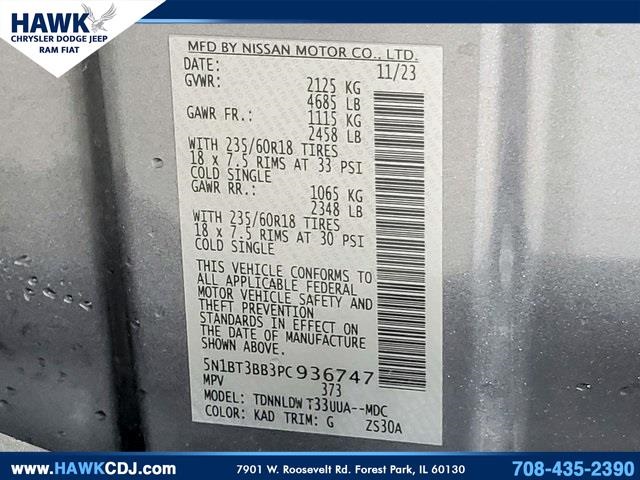 HAWK
CHRYSLER DODGE JEEP
RAM FIAT
MFD BY NISSAN MOTOR CO., LTD.
DATE: 11/23
GVWR: 2125 KG
4685 LB
GAWR FR.: 1115 KG
2458 LB
WITH 235/60R18 TIRES
18 x 7.5 RIMS AT 33 PSI
COLD SINGLE
GAWR RR.: 1065 KG
2348 LB
WITH 235/60R18 TIRES
18 x 7.5 RIMS AT 30 PSI
COLD SINGLE
THIS VEHICLE CONFORMS TO
ALL APPLICABLE FEDERAL
MOTOR VEHICLE SAFETY AND
THEFT PREVENTION
STANDARDS IN EFFECT ON
THE DATE OF MANUFACTURE
SHOWN ABOVE.
5N1BT3BB3PC936747
MPV 373
MODEL: TDNNLDW T33UUA--MDC
COLOR: KAD TRIM: G ZS30A
www.HAWKCDJ.com
7901 W. Roosevelt Rd. Forest Park, IL 60130
708-435-2390